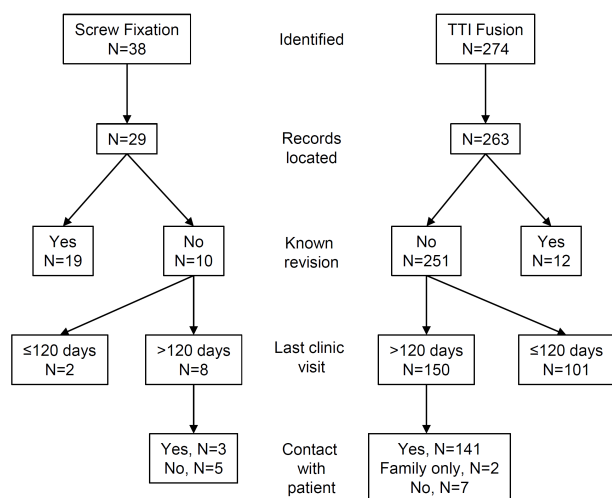 Screw Fixation
N=38
Identified
TTI Fusion
N=274
N=29
Records
located
N=263
Yes
N=19
No
N=10
Known
revision
No
N=251
Yes
N=12
≤120 days
N=2
>120 days
N=8
Last clinic
visit
>120 days
N=150
≤120 days
N=101
Yes, N=3
No, N=5
Contact
with
patient
Yes, N=141
Family only, N=2
No, N=7